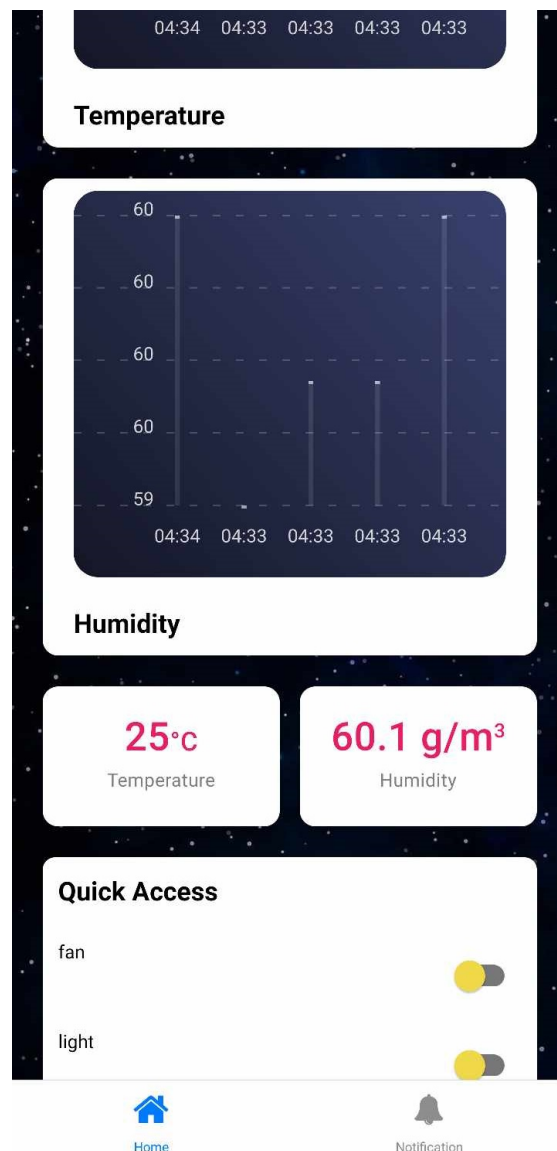 04:34 04:33 04:33 04:33 04:33
Temperature
60
60
60
60
59
04:34 04:33 04:33 04:33 04:33
Humidity
25°C
Temperature
60.1 g/m³
Humidity
Quick Access
fan
light
Home
Notification